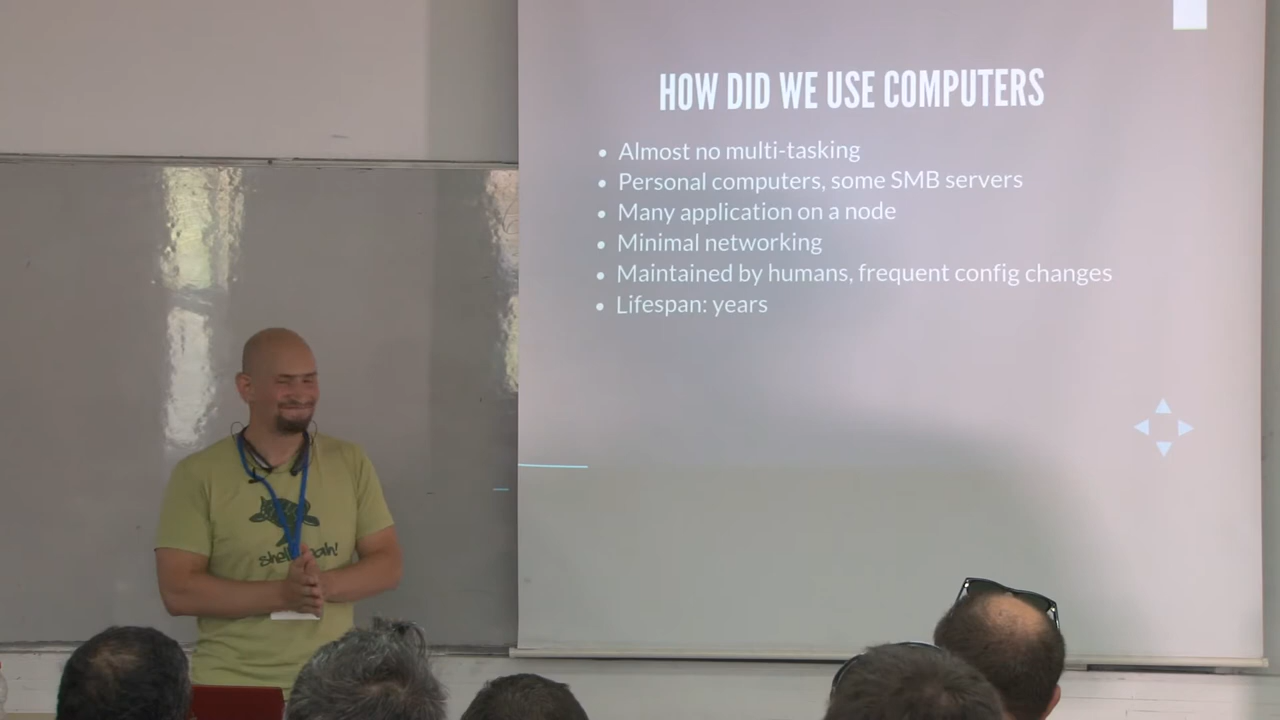 HOW DID WE USE COMPUTERS
Almost no multi-tasking
Personal computers, some SMB servers
Many application on a node
Minimal networking
Maintained by humans, frequent config changes
Lifespan: years